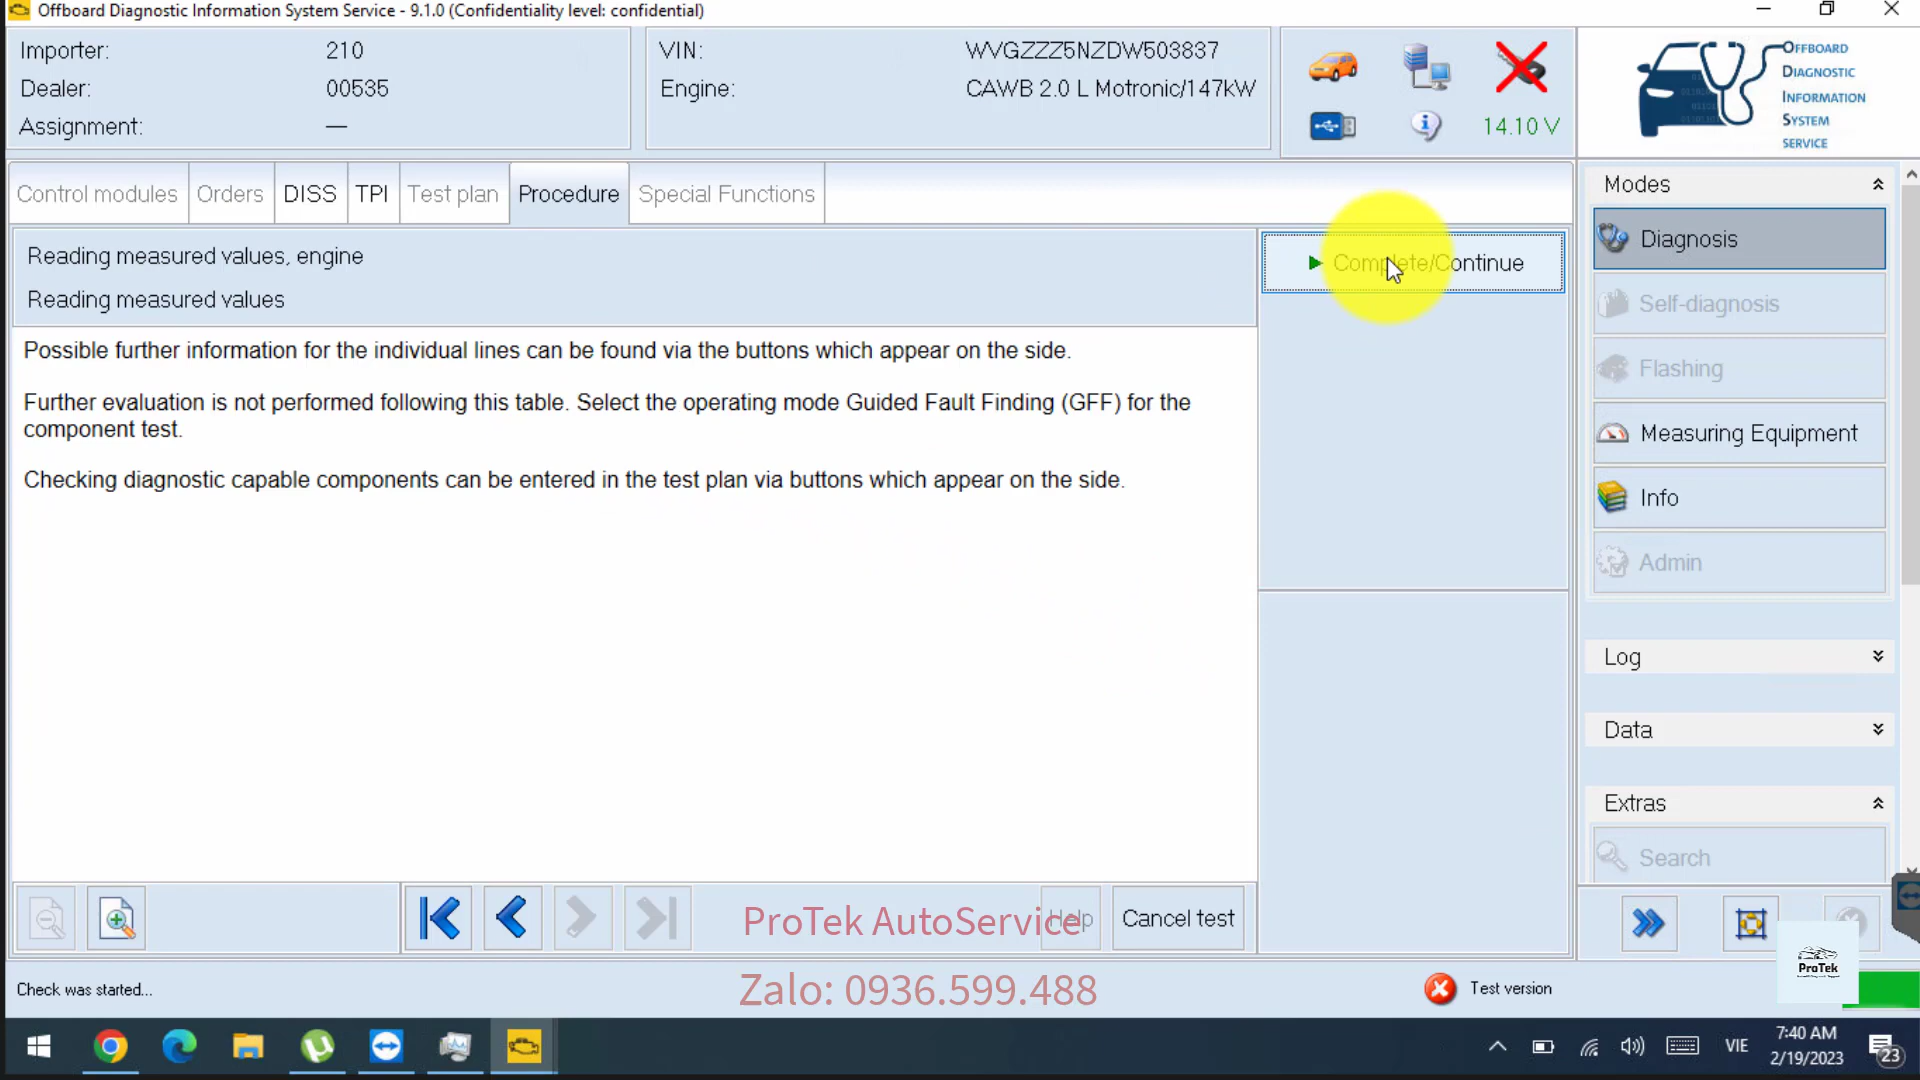 Offboard Diagnostic Information System Service - 9.1.0 (Confidentiality level: confidential)
Importer: 210
Dealer: 00535
Assignment: —
VIN: WVGZZZ5NZDW503837
Engine: CAWB 2.0 L Motronic/147kW
14.10 V
OFFBOARD
DIAGNOSTIC
INFORMATION
SYSTEM
SERVICE
Control modules
Orders
DISS
TPI
Test plan
Procedure
Special Functions
Reading measured values, engine
Reading measured values
Complete/Continue
Possible further information for the individual lines can be found via the buttons which appear on the side.
Further evaluation is not performed following this table. Select the operating mode Guided Fault Finding (GFF) for the
component test.
Checking diagnostic capable components can be entered in the test plan via buttons which appear on the side.
Modes
Diagnosis
Self-diagnosis
Flashing
Measuring Equipment
Info
Admin
Log
Data
Extras
Search
ProTek AutoService
Help
Cancel test
Zalo: 0936.599.488
ProTek
Check was started...
Test version
VIE
7:40 AM
2/19/2023
23